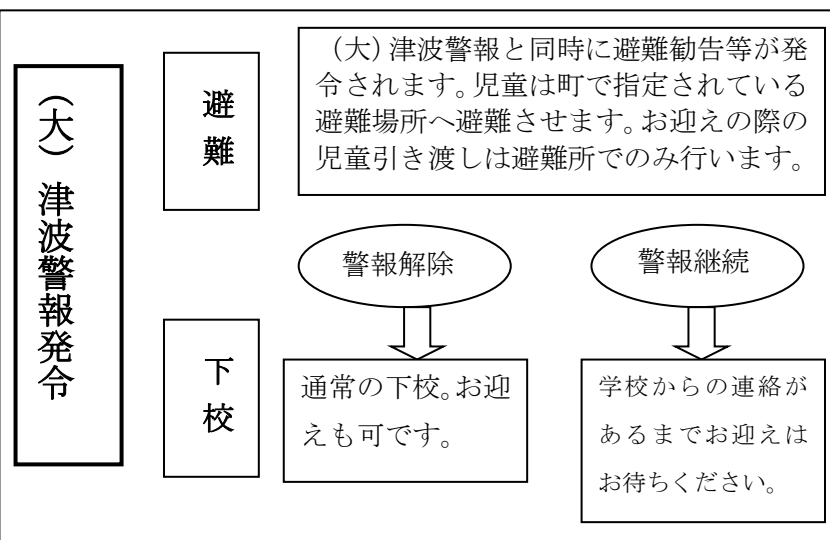 （大）津波警報発令
避難
（大）津波警報と同時に避難勧告等が発
令されます。児童は町で指定されている
避難場所へ避難させます。お迎えの際の
児童引き渡しは避難所でのみ行います。
警報解除
警報継続
下校
通常の下校。お迎
えも可です。
学校からの連絡が
あるまでお迎えは
お待ちください。